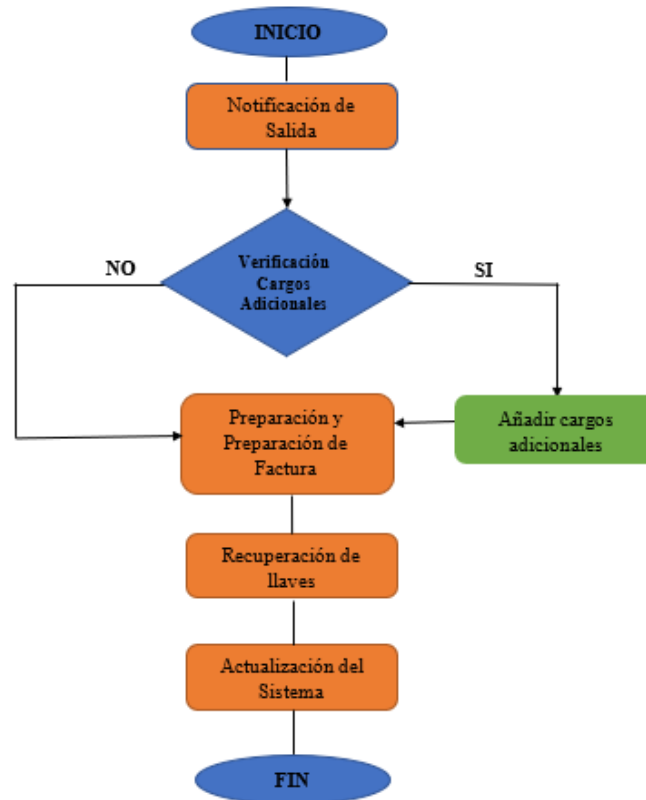 INICIO
Notificación de
Salida
Verificación
Cargos
Adicionales
NO
SI
Preparación y
Preparación de
Factura
Añadir cargos
adicionales
Recuperación de
llaves
Actualización del
Sistema
FIN